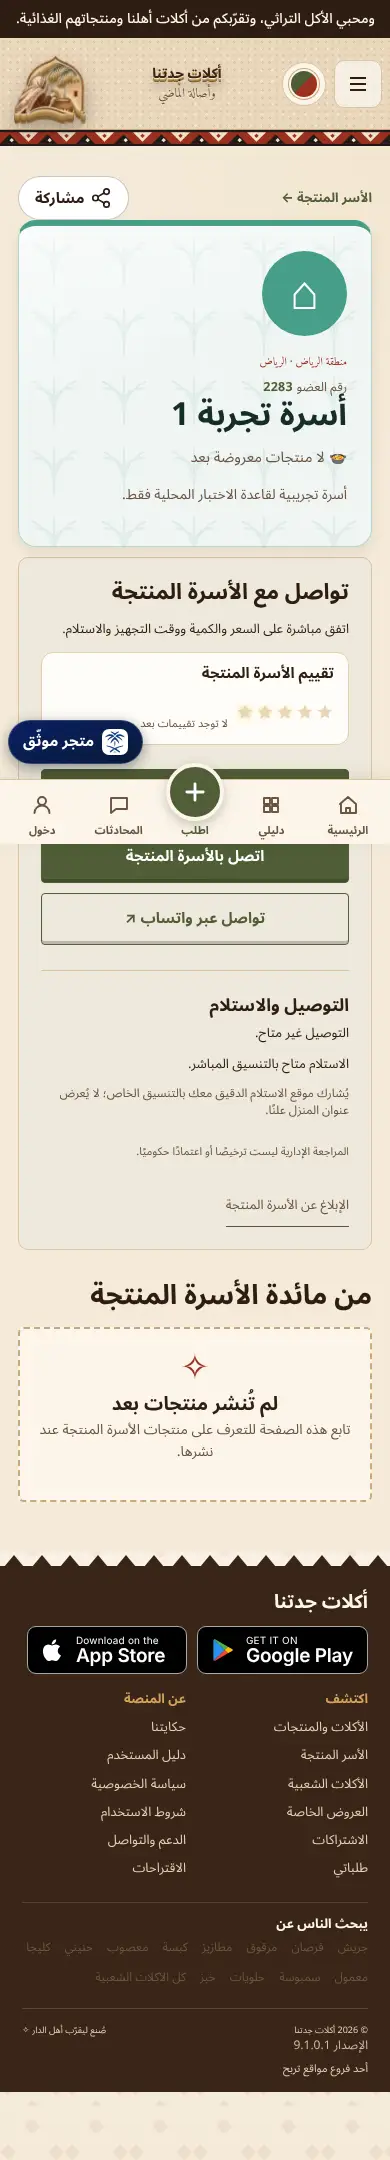 ومحبي الأكل التراثي، ونقرّبكم من أكلات أهلنا ومنتجاتهم الغذائية.
أكلات جدتنا
وأصالة الماضي
الأسر المنتجة ←
مشاركة
منطقة الرياض · الرياض
رقم العضو 2283
أسرة تجربة 1
لا منتجات معروضة بعد
أسرة تجريبية لقاعدة الاختبار المحلية فقط.
تواصل مع الأسرة المنتجة
اتفق مباشرة على السعر والكمية ووقت التجهيز والاستلام.
تقييم الأسرة المنتجة
لا توجد تقييمات بعد
متجر موثّق
الرئيسية
دليلي
اطلب
المحادثات
دخول
اتصل بالأسرة المنتجة
تواصل عبر واتساب ↗
التوصيل والاستلام
التوصيل غير متاح.
الاستلام متاح بالتنسيق المباشر.
يُشارك موقع الاستلام الدقيق معك بالتنسيق الخاص؛ لا يُعرض
عنوان المنزل علنًا.
المراجعة الإدارية ليست ترخيصًا أو اعتمادًا حكوميًا.
الإبلاغ عن الأسرة المنتجة
من مائدة الأسرة المنتجة
لم تُنشر منتجات بعد
تابع هذه الصفحة للتعرف على منتجات الأسرة المنتجة عند
نشرها.
أكلات جدتنا
GET IT ON
Google Play
Download on the
App Store
اكتشف
الأكلات والمنتجات
الأسر المنتجة
الأكلات الشعبية
العروض الخاصة
الاشتراكات
طلباتي
عن المنصة
حكايتنا
دليل المستخدم
سياسة الخصوصية
شروط الاستخدام
الدعم والتواصل
الاقتراحات
يبحث الناس عن
جريش قرصان مرقوق مطازيز كبسة معصوب حنيني كليجا
معمول سمبوسة حلويات خبز كل الأكلات الشعبية
© 2026 أكلات جدتنا
الإصدار 9.1.0.1
أحد فروع مواقع تربح
صُنع ليقرّب أهل الدار ✧